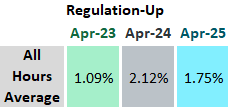 Regulation-Up
Apr-23 Apr-24 Apr-25
All
Hours
Average
1.09% 2.12% 1.75%